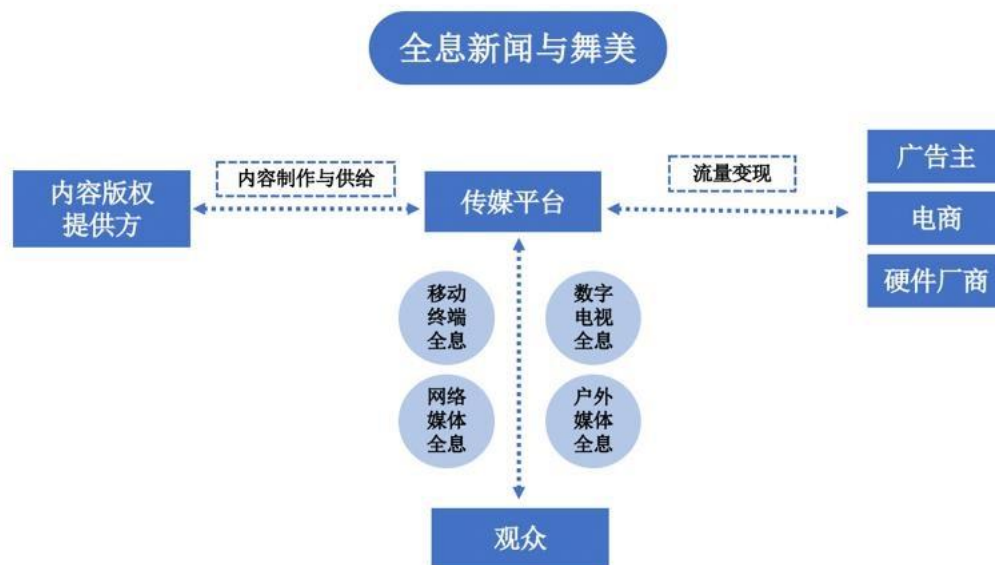 全息新闻与舞美
内容版权
提供方
内容制作与供给
传媒平台
流量变现
广告主
电商
硬件厂商
移动
终端
全息
数字
电视
全息
网络
媒体
全息
户外
媒体
全息
观众